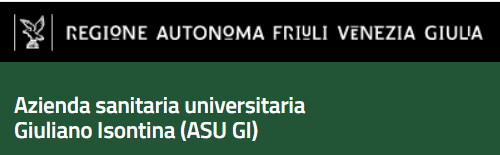 REGIONE AUTONOMA FRIULI VENEZIA GIULIA
Azienda sanitaria universitaria
Giuliano Isontina (ASU GI)